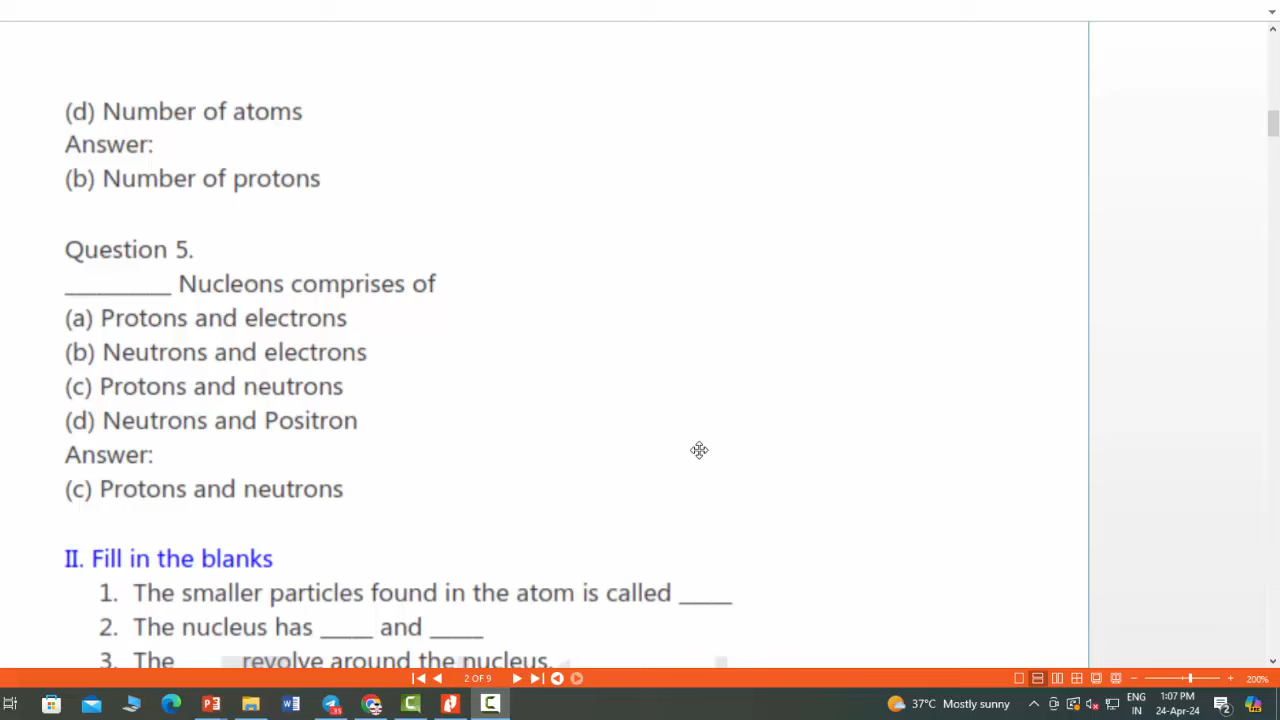 (d) Number of atoms
Answer:
(b) Number of protons
Question 5.
_________ Nucleons comprises of
(a) Protons and electrons
(b) Neutrons and electrons
(c) Protons and neutrons
(d) Neutrons and Positron
Answer:
(c) Protons and neutrons
II. Fill in the blanks
1. The smaller particles found in the atom is called _____
2. The nucleus has _____ and _____
3. The _____ revolve around the nucleus.
2 OF 9
200%
37°C Mostly sunny
ENG
IN
1:07 PM
24-Apr-24
2